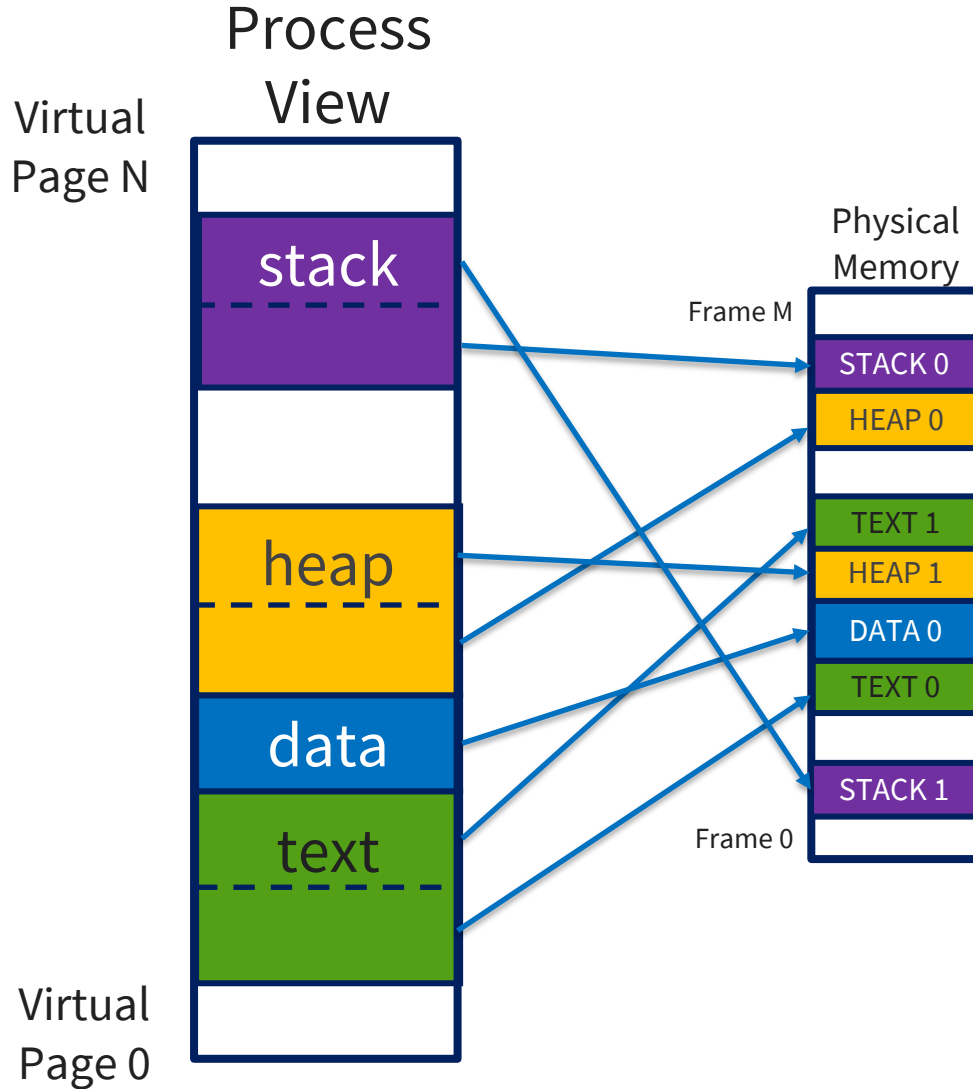 Process
View
Virtual
Page N
stack
heap
data
text
Virtual
Page 0
Physical
Memory
Frame M
STACK 0
HEAP 0
TEXT 1
HEAP 1
DATA 0
TEXT 0
STACK 1
Frame 0